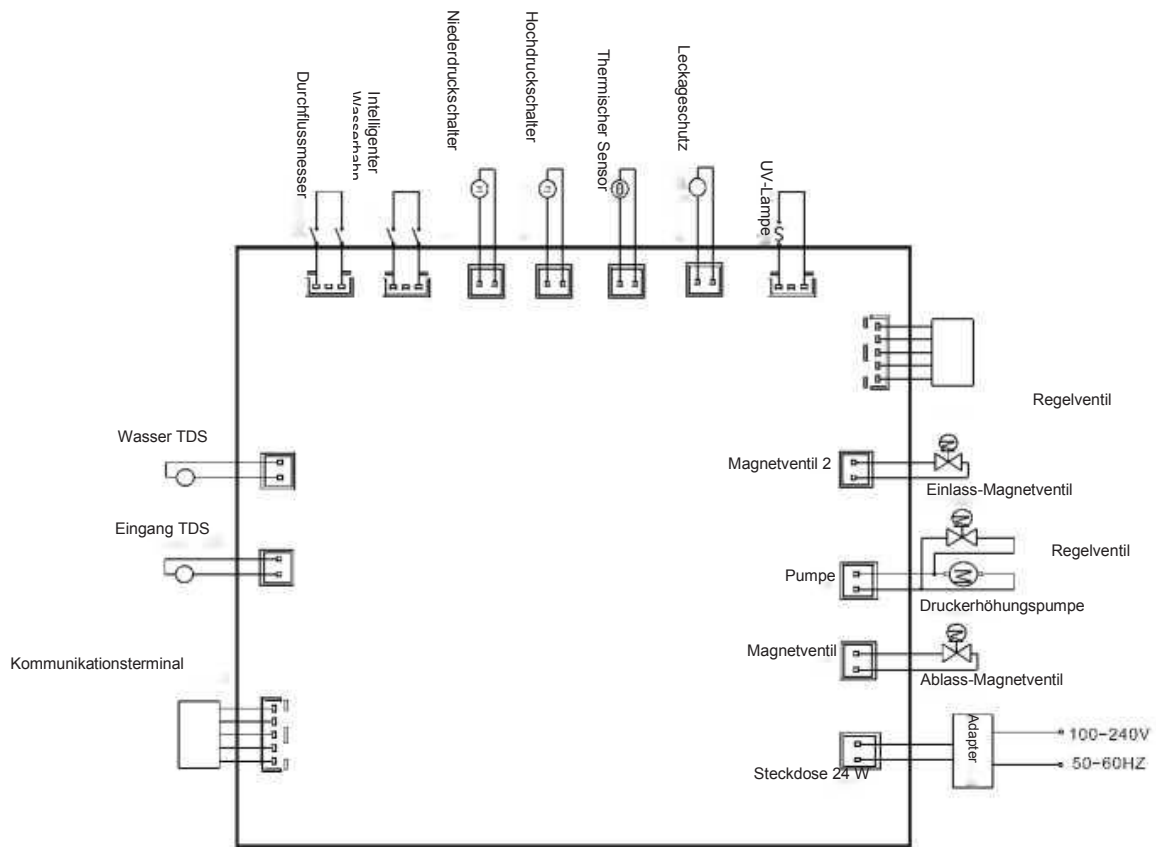 Durchflussmesser
Intelligenter
Wasserhahn
Niederdruckschalter
Hochdruckschalter
Thermischer Sensor
Leckageschutz
UV-Lampe
Regelventil
Wasser TDS
Magnetventil 2
Einlass-Magnetventil
Eingang TDS
Regelventil
Pumpe
Druckerhöhungspumpe
Kommunikationsterminal
Magnetventil
Ablass-Magnetventil
Adapter
100-240V
50-60HZ
Steckdose 24 W